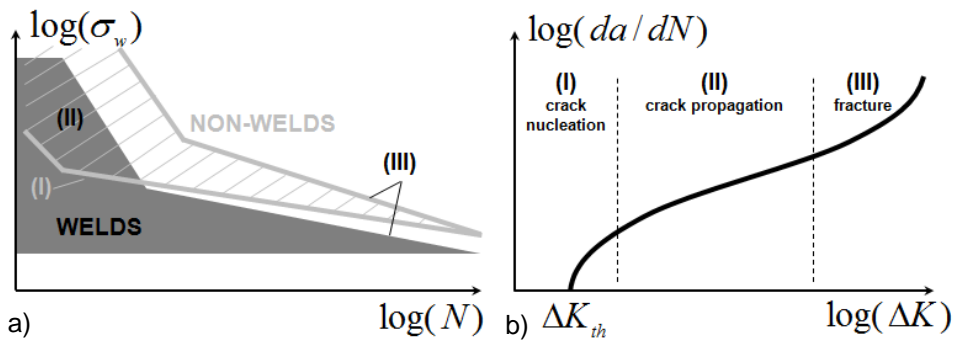 log(σ_w)
(II)
NON-WELDS
(III)
(I)
WELDS
log(N)
a)
log(da/dN)
(I)
crack
nucleation
(II)
crack propagation
(III)
fracture
ΔK_th
log(ΔK)
b)